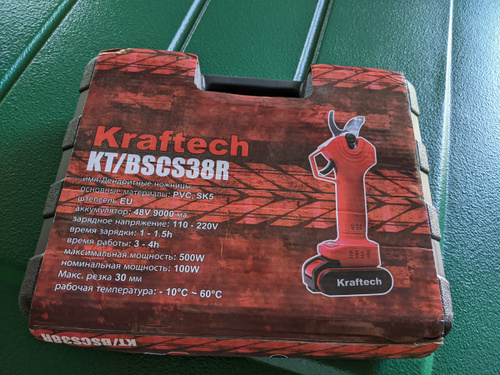 Kraftech
KT/BSCS38R
имя:Дендритные ножницы
основные материалы: PVC, SK5
штепсель EU
аккумулятор: 48V 9000 ма
зарядное напряжение: 110 - 220V
время зарядки: 1 - 1.5h
время работы: 3 - 4h
максимальная мощность: 500W
номинальная мощность: 100W
Макс. резка 30 мм
рабочая температура: - 10°C ~ 60°C
Kraftech
KT/BSCS38R